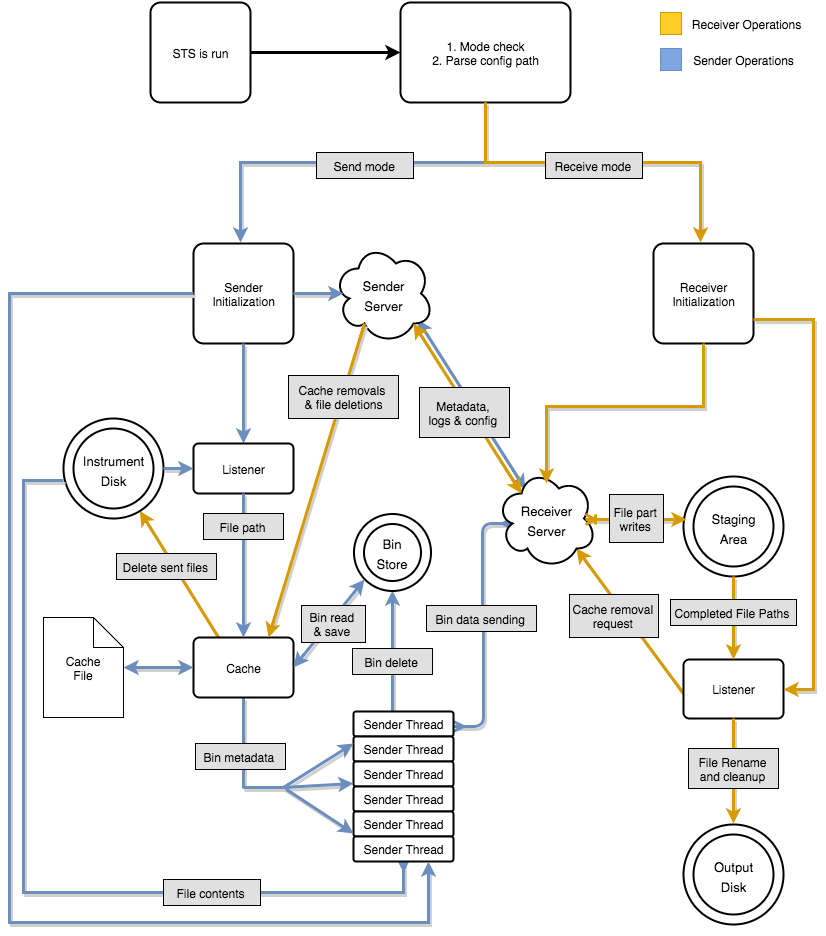 STS is run
1. Mode check
2. Parse config path
Receiver Operations
Sender Operations
Send mode
Receive mode
Sender
Initialization
Sender
Server
Receiver
Initialization
Cache removals
& file deletions
Metadata,
logs & config
Instrument
Disk
Listener
File path
Receiver
Server
File part
writes
Staging
Area
Bin
Store
Delete sent files
Bin read
& save
Bin data sending
Cache removal
request
Completed File Paths
Cache
File
Cache
Bin delete
Listener
Bin metadata
Sender Thread
Sender Thread
Sender Thread
Sender Thread
Sender Thread
Sender Thread
File Rename
and cleanup
File contents
Output
Disk